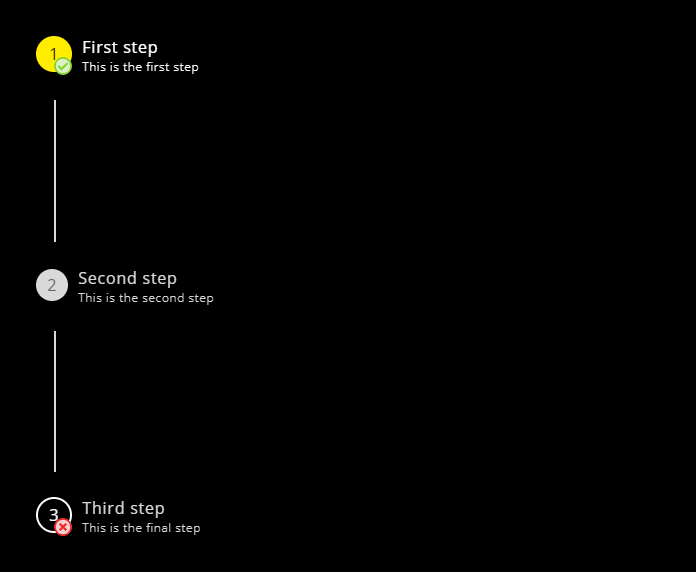 1
First step
This is the first step
2
Second step
This is the second step
3
Third step
This is the final step